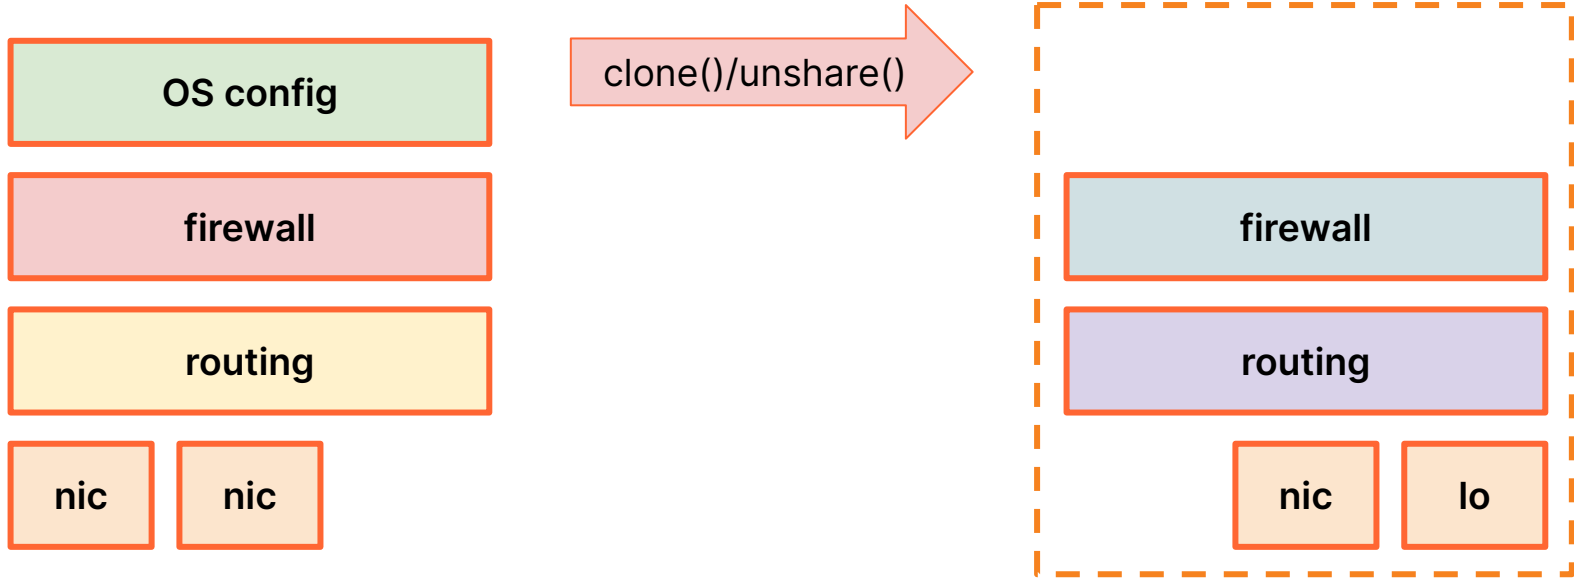 OS config
clone()/unshare()
firewall
firewall
routing
routing
nic
nic
nic
lo